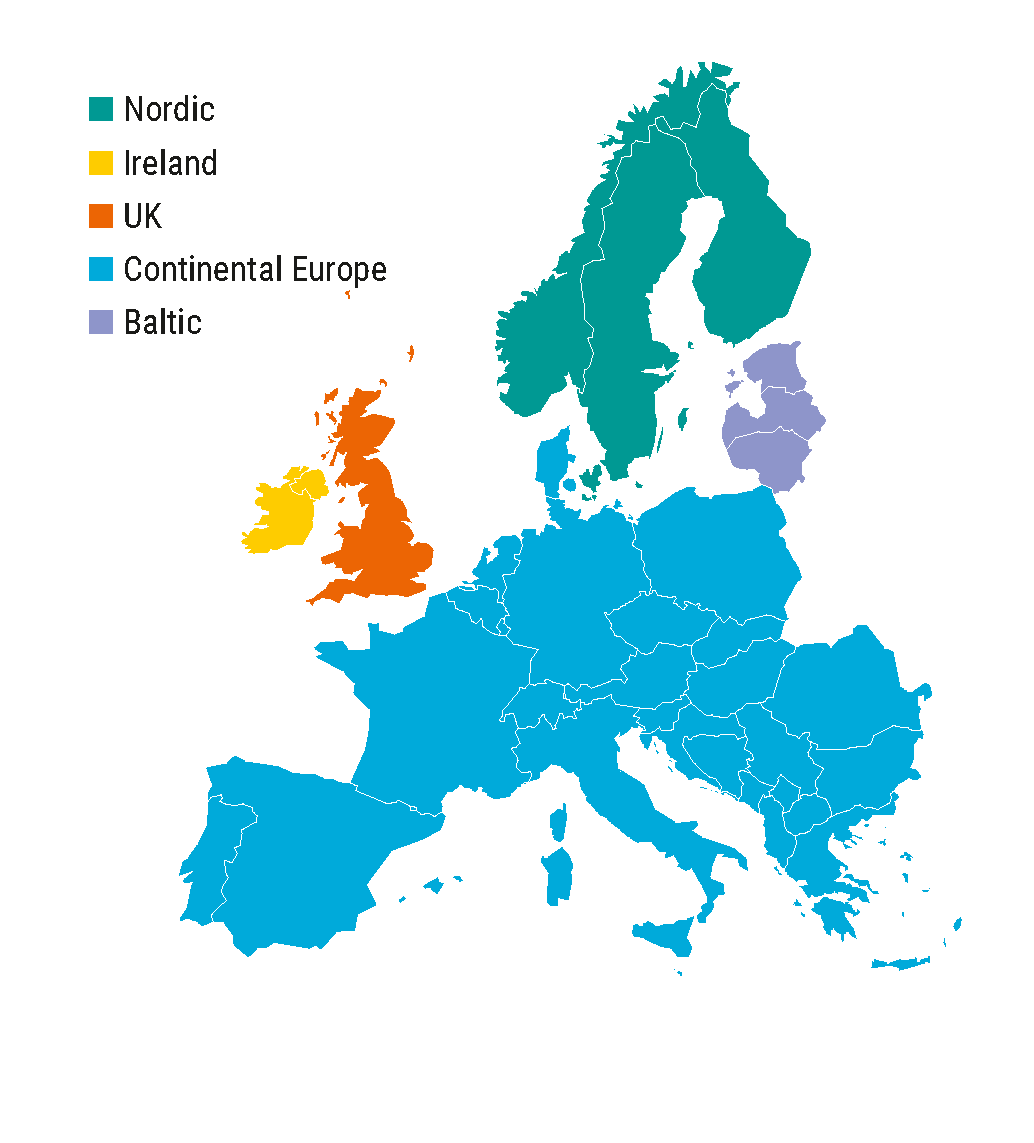 Nordic
Ireland
UK
Continental Europe
Baltic